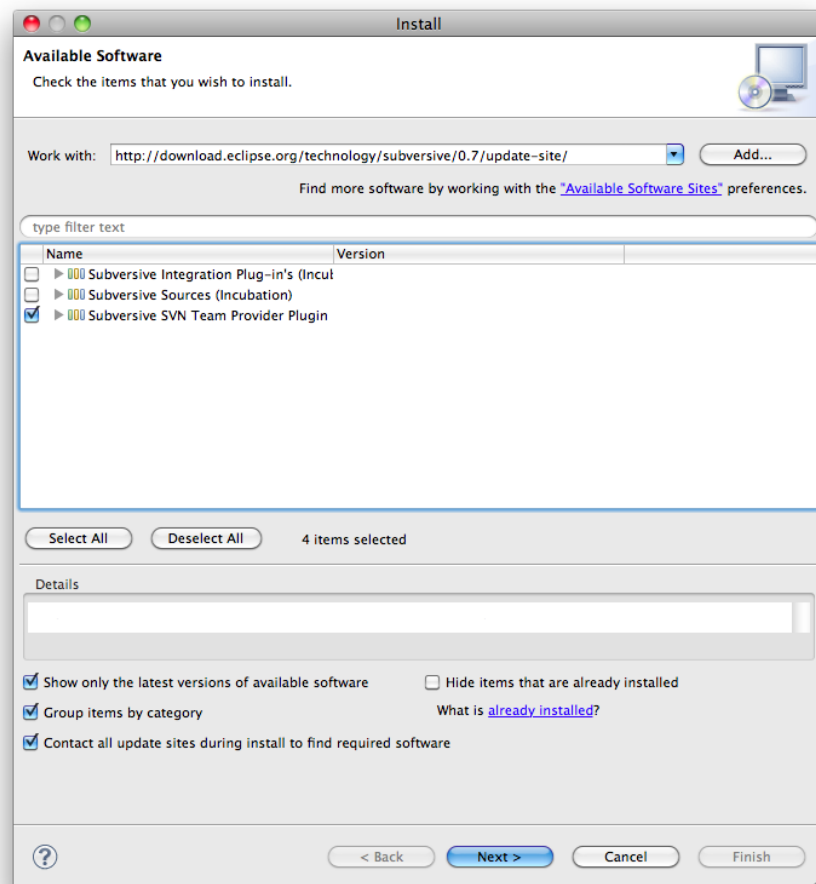 Install
Available Software
Check the items that you wish to install.
Work with: http://download.eclipse.org/technology/subversive/0.7/update-site/ Add...
Find more software by working with the "Available Software Sites" preferences.
type filter text
Name Version
Subversive Integration Plug-in's (Incub
Subversive Sources (Incubation)
Subversive SVN Team Provider Plugin
Select All Deselect All 4 items selected
Details
Show only the latest versions of available software Hide items that are already installed
Group items by category What is already installed?
Contact all update sites during install to find required software
? < Back Next > Cancel Finish